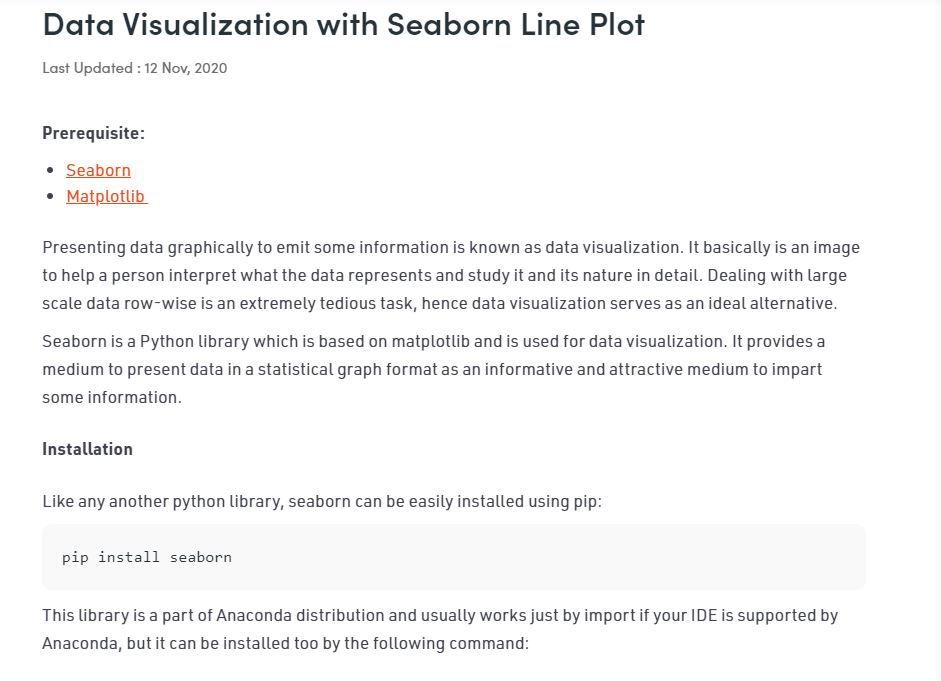 Data Visualization with Seaborn Line Plot
Last Updated : 12 Nov, 2020
Prerequisite:
Seaborn
Matplotlib
Presenting data graphically to emit some information is known as data visualization. It basically is an image
to help a person interpret what the data represents and study it and its nature in detail. Dealing with large
scale data row-wise is an extremely tedious task, hence data visualization serves as an ideal alternative.
Seaborn is a Python library which is based on matplotlib and is used for data visualization. It provides a
medium to present data in a statistical graph format as an informative and attractive medium to impart
some information.
Installation
Like any another python library, seaborn can be easily installed using pip:
pip install seaborn
This library is a part of Anaconda distribution and usually works just by import if your IDE is supported by
Anaconda, but it can be installed too by the following command: